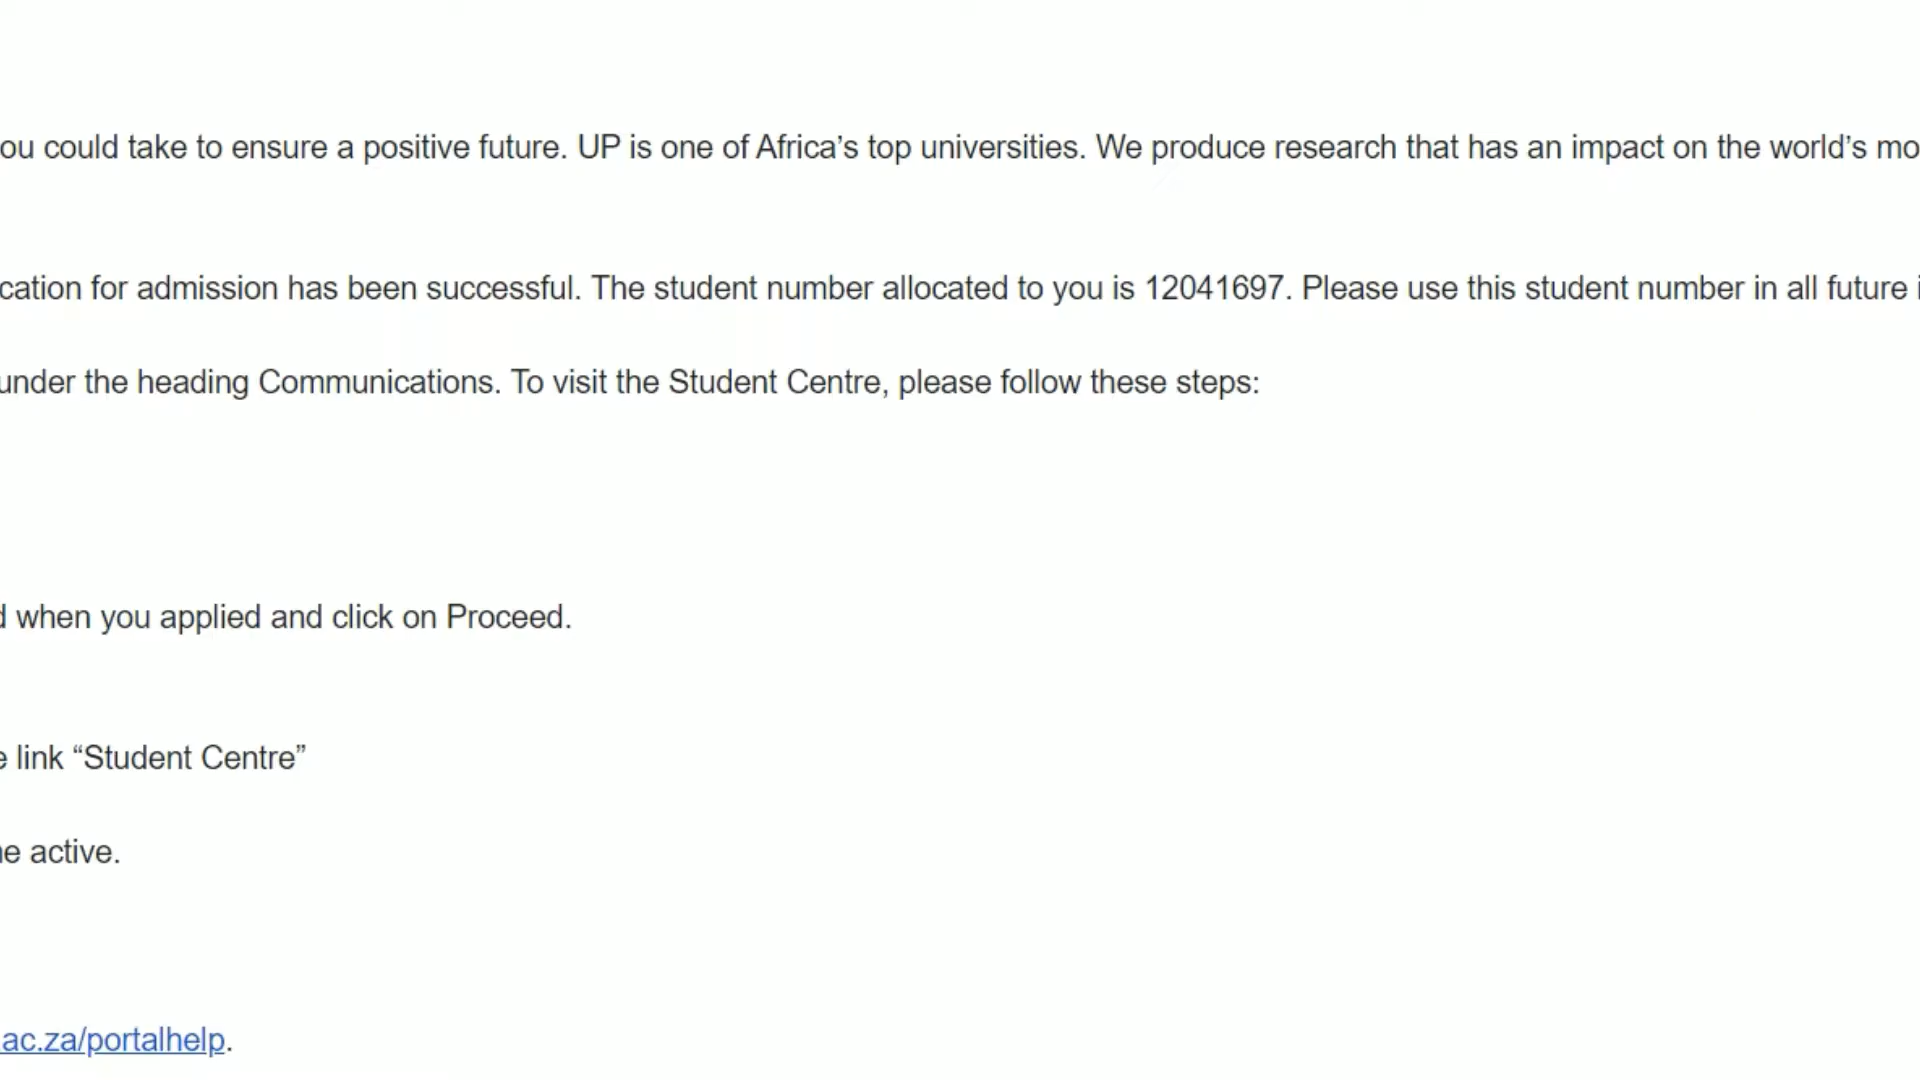 ou could take to ensure a positive future. UP is one of Africa’s top universities. We produce research that has an impact on the world’s mo
cation for admission has been successful. The student number allocated to you is 12041697. Please use this student number in all future i
under the heading Communications. To visit the Student Centre, please follow these steps:
d when you applied and click on Proceed.
e link “Student Centre”
ne active.
ac.za/portalhelp.